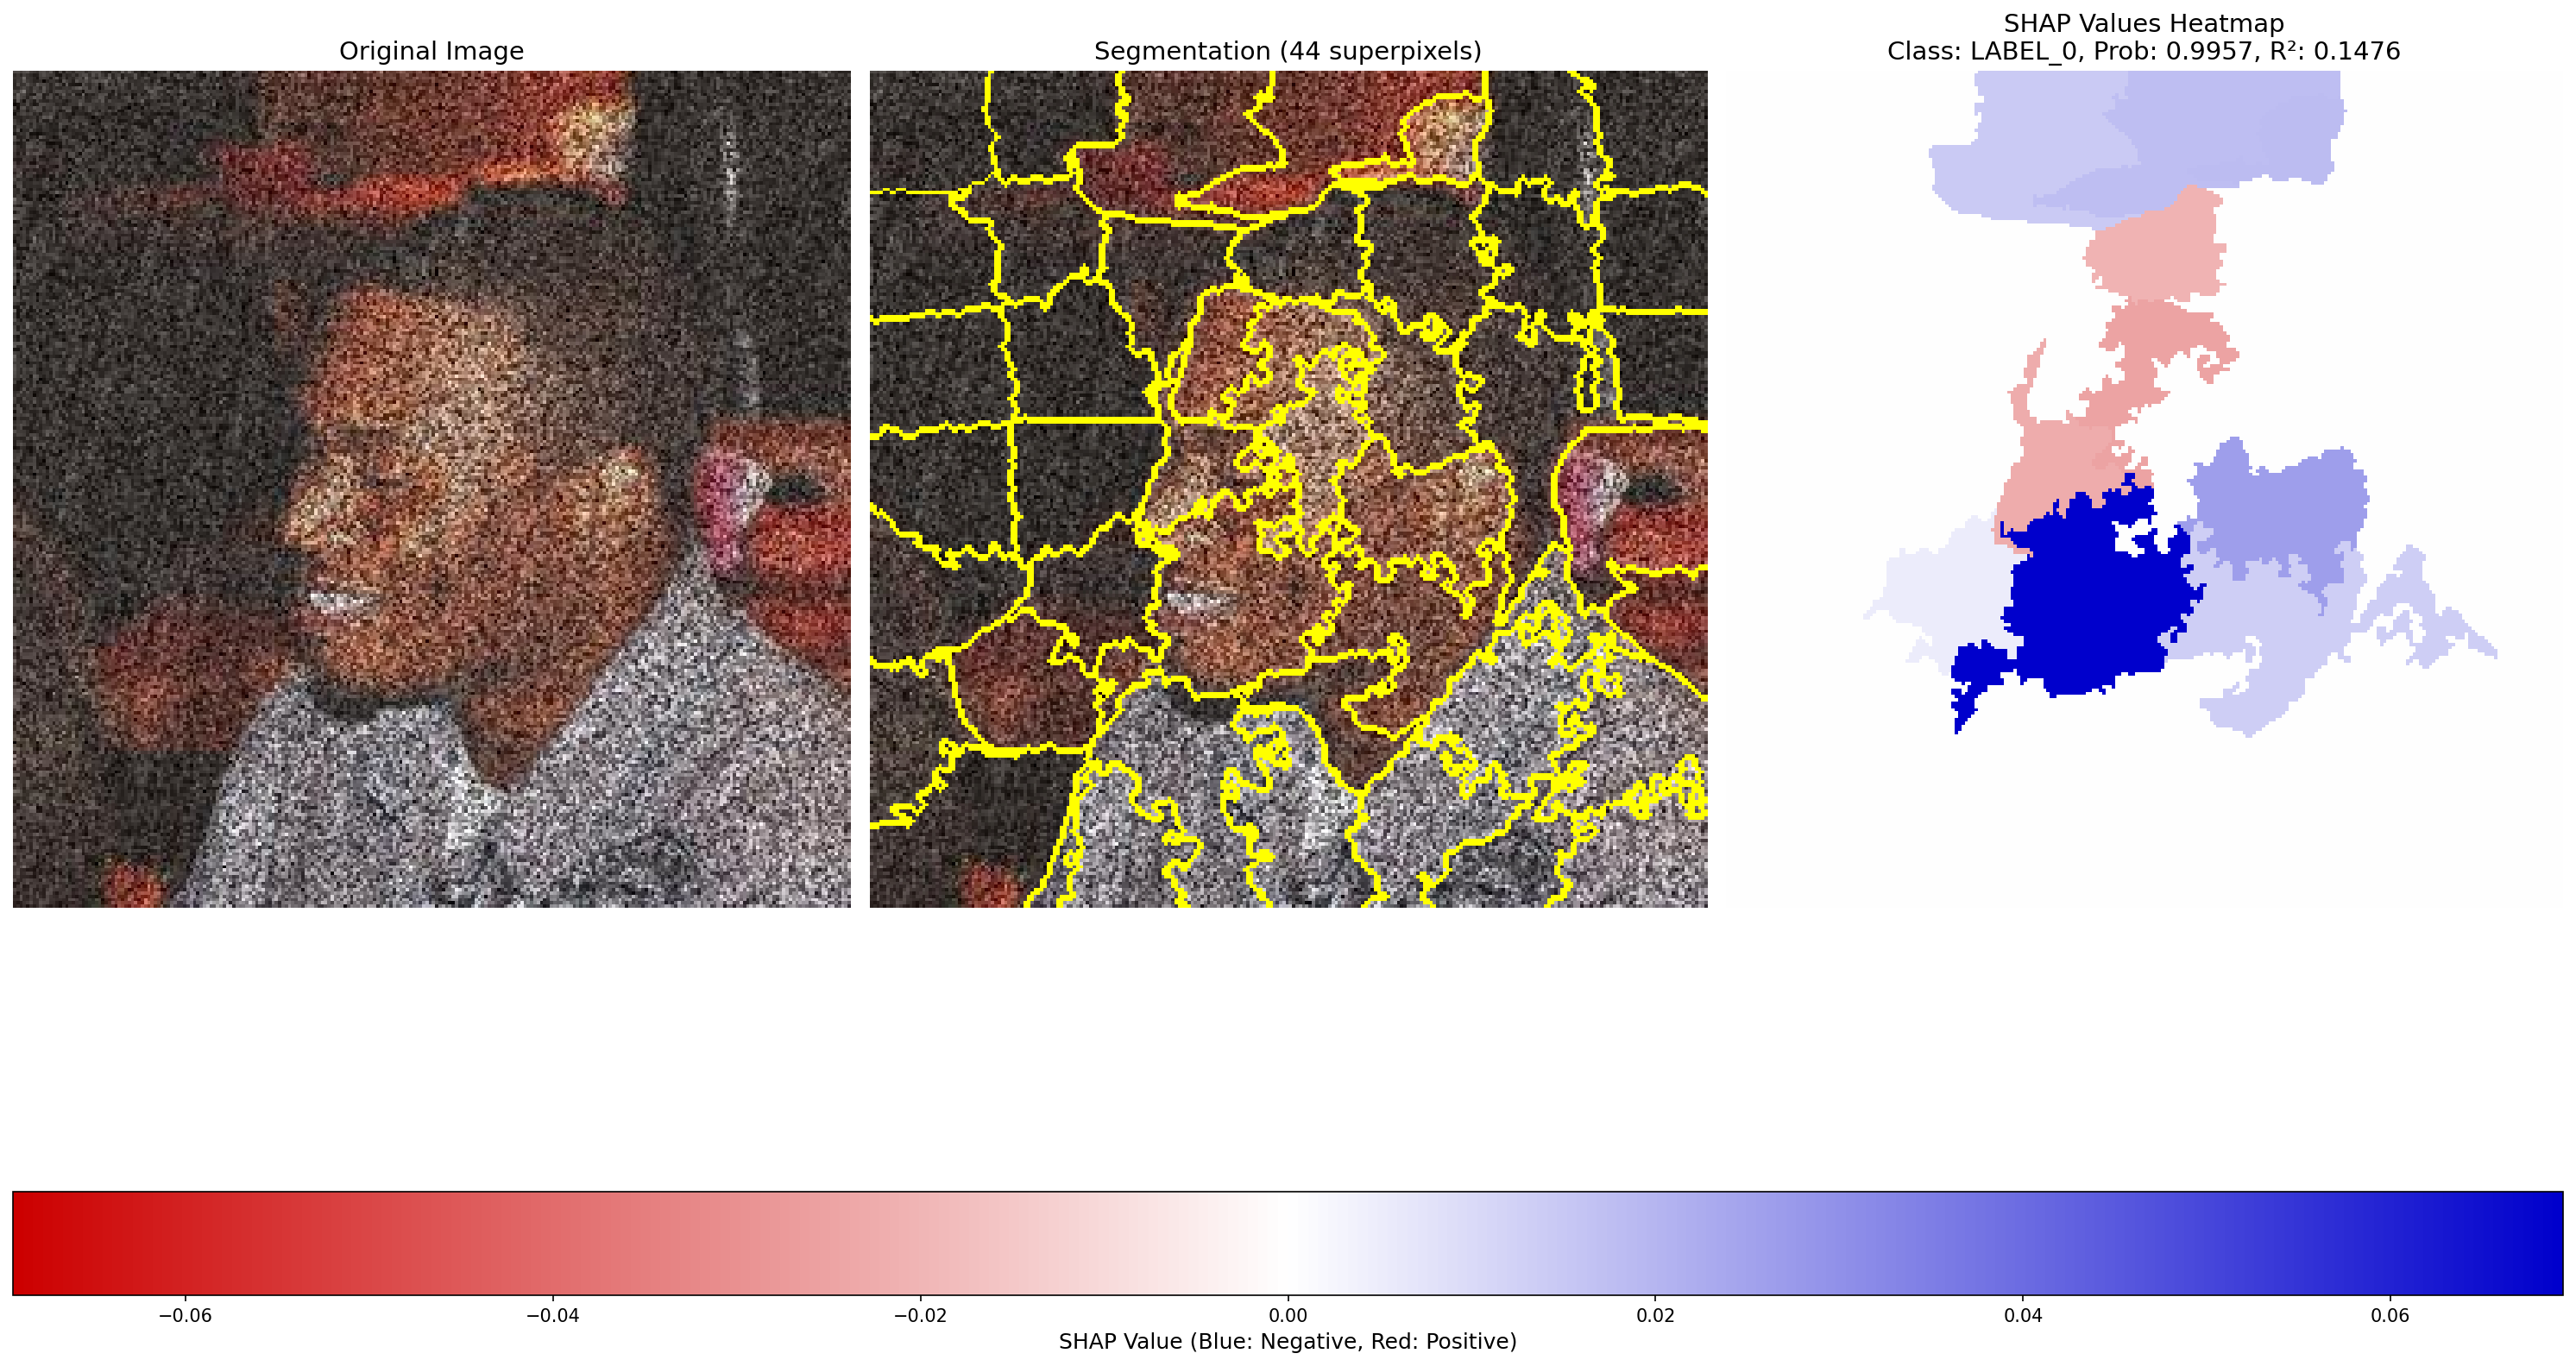 Original Image
Segmentation (44 superpixels)
SHAP Values Heatmap
Class: LABEL_0, Prob: 0.9957, R²: 0.1476
−0.06
−0.04
−0.02
0.00
0.02
0.04
0.06
SHAP Value (Blue: Negative, Red: Positive)